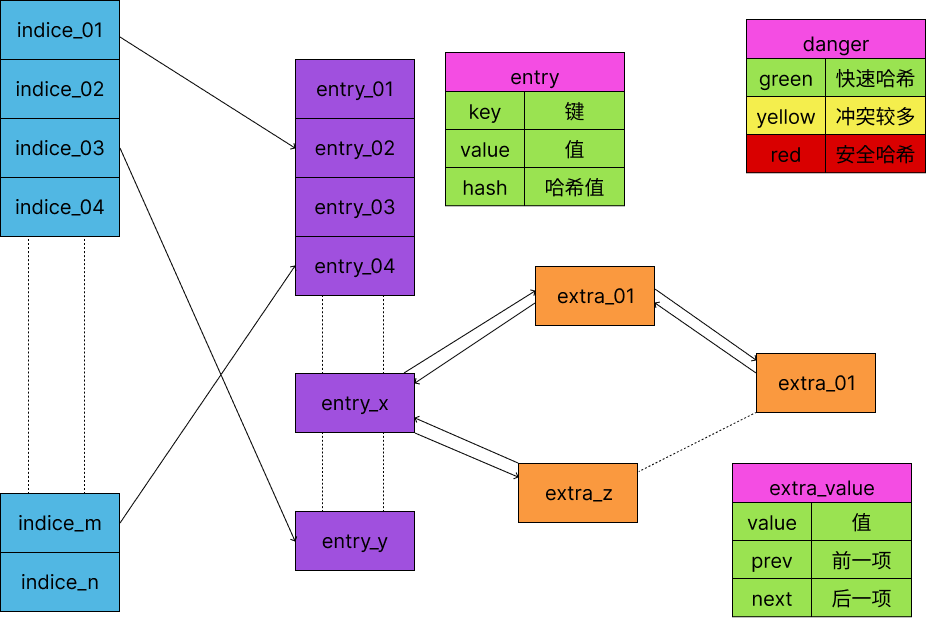 indice_01
indice_02
indice_03
indice_04
indice_m
indice_n
entry_01
entry_02
entry_03
entry_04
entry_x
entry_y
entry
key 键
value 值
hash 哈希值
danger
green 快速哈希
yellow 冲突较多
red 安全哈希
extra_01
extra_01
extra_z
extra_value
value 值
prev 前一项
next 后一项